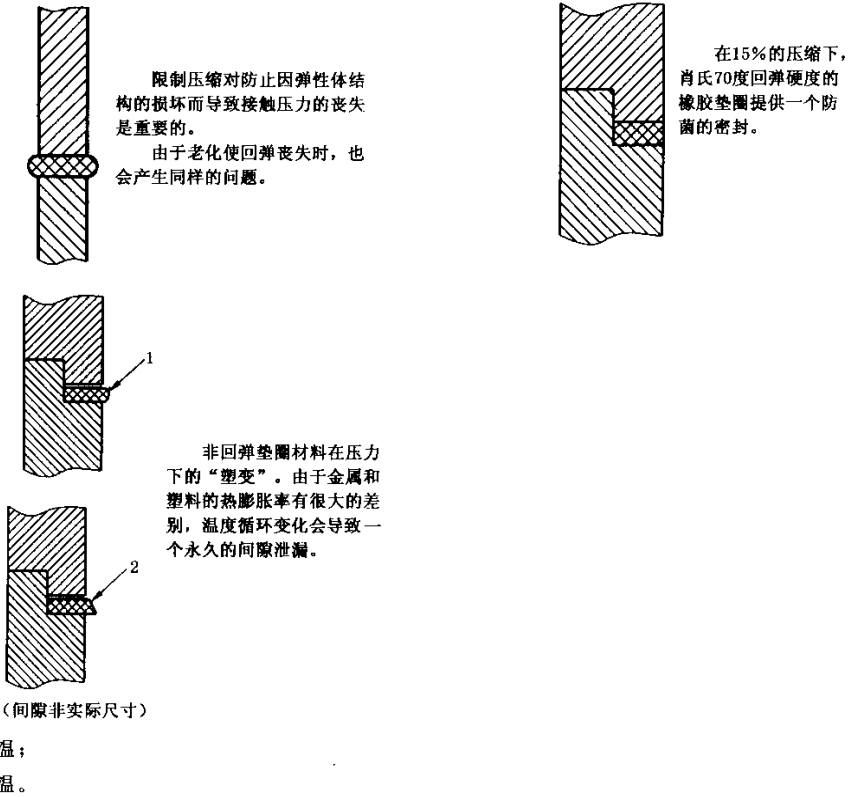 限制压缩对防止因弹性体结
构的损坏而导致接触压力的丧失
是重要的。
由于老化使回弹丧失时，也
会产生同样的问题。
在15%的压缩下，
肖氏70度回弹硬度的
橡胶垫圈提供一个防
菌的密封。
1
非回弹垫圈材料在压力
下的“塑变”。由于金属和
塑料的热膨胀率有很大的差
别，温度循环变化会导致一
个永久的间隙泄漏。
2
（间隙非实际尺寸）
温；
温。